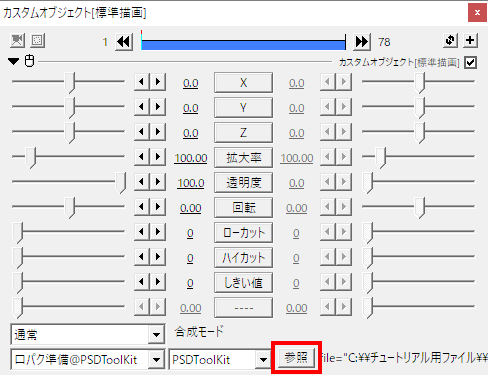 カスタムオブジェクト[標準描画]
1 78
カスタムオブジェクト[標準描画]
0.0 X 0.0
0.0 Y 0.0
0.0 Z 0.0
100.00 拡大率 100.00
100.0 透明度 0.00
0.00 回転 0.00
0 ローカット 0
0 ハイカット 0
0 しきい値 0
0.00 ---- 0.00
通常 合成モード
口パク準備@PSDToolKit PSDToolKit 参照 file="C:¥¥チュートリアル用ファイル¥¥